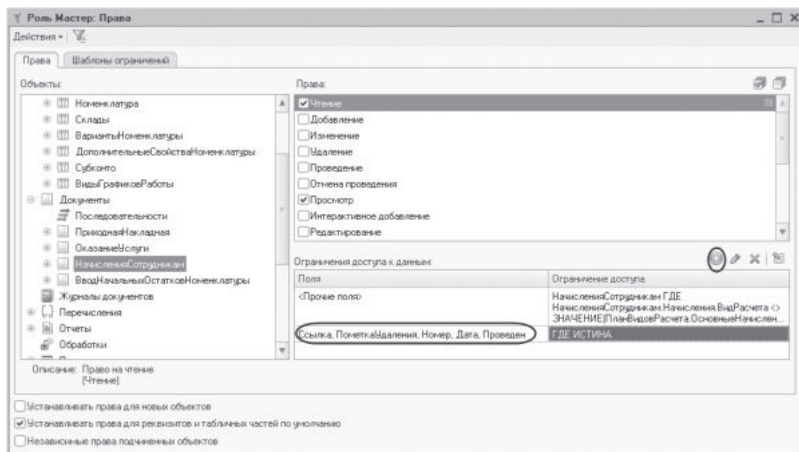 Роль Мастер: Права
Действия
Права
Шаблоны ограничений
Объекты:
Номенклатура
Склады
ВариантыНоменклатуры
ДополнительныеСвойстваНоменклатуры
Субконто
ВидыГрафиковРаботы
Документы
Последовательности
ПриходнаяНакладная
ОказаниеУслуги
НачисленияСотрудникам
ВводНачальныхОстатковНоменклатуры
Журналы документов
Перечисления
Отчеты
Обработки
Описание: Право на чтение
(Чтение)
Права:
Чтение
Добавление
Изменение
Удаление
Проведение
Отмена проведения
Просмотр
Интерактивное добавление
Редактирование
Ограничения доступа к данным:
Поля Ограничение доступа
<Прочие поля> НачисленияСотрудникам ГДЕ
НачисленияСотрудникам.Начисления.ВидРасчета <>
ЗНАЧЕНИЕ(ПланВидовРасчета.ОсновныеНачислен...
Ссылка, ПометкаУдаления, Номер, Дата, Проведен ГДЕ ИСТИНА
Устанавливать права для новых объектов
Устанавливать права для реквизитов и табличных частей по умолчанию
Независимые права подчиненных объектов